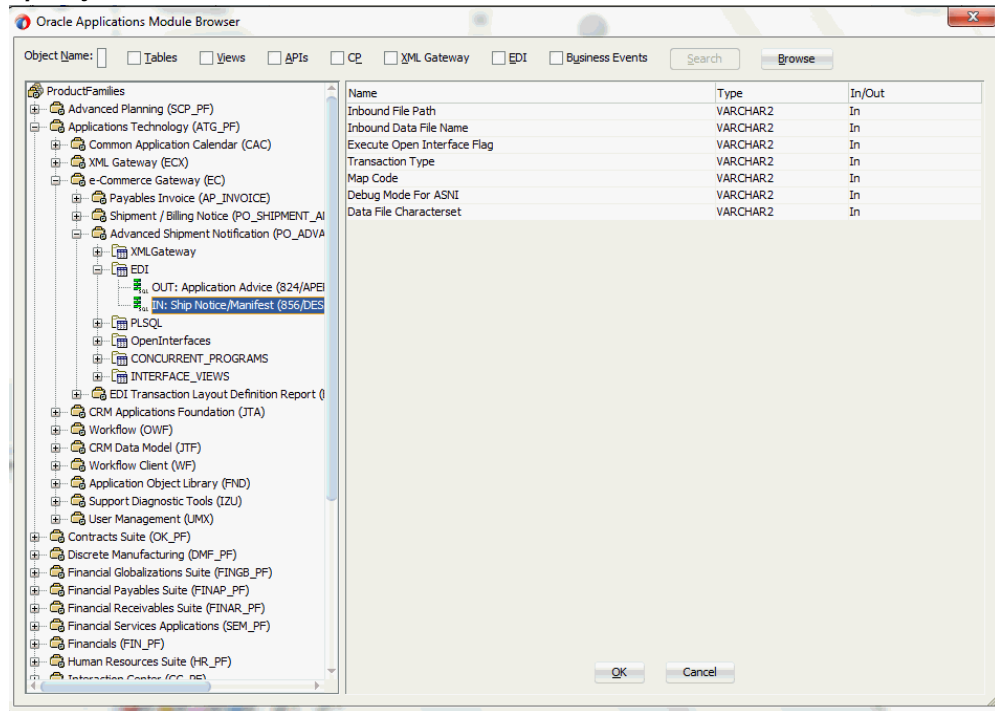 Oracle Applications Module Browser
Object Name: Tables Views APIs CP XML Gateway EDI Business Events Search Browse
ProductFamilies
Advanced Planning (SCP_PF)
Applications Technology (ATG_PF)
Common Application Calendar (CAC)
XML Gateway (ECX)
e-Commerce Gateway (EC)
Payables Invoice (AP_INVOICE)
Shipment / Billing Notice (PO_SHIPMENT_AI
Advanced Shipment Notification (PO_ADVA
XMLGateway
EDI
OUT: Application Advice (824/APEI
IN: Ship Notice/Manifest (856/DES
PLSQL
OpenInterfaces
CONCURRENT_PROGRAMS
INTERFACE_VIEWS
EDI Transaction Layout Definition Report (
CRM Applications Foundation (JTA)
Workflow (OWF)
CRM Data Model (JTF)
Workflow Client (WF)
Application Object Library (FND)
Support Diagnostic Tools (IZU)
User Management (UMX)
Contracts Suite (OK_PF)
Discrete Manufacturing (DMF_PF)
Financial Globalizations Suite (FINGB_PF)
Financial Payables Suite (FINAP_PF)
Financial Receivables Suite (FINAR_PF)
Financial Services Applications (SEM_PF)
Financials (FIN_PF)
Human Resources Suite (HR_PF)
Interaction Center (CC_PF)
Name Type In/Out
Inbound File Path VARCHAR2 In
Inbound Data File Name VARCHAR2 In
Execute Open Interface Flag VARCHAR2 In
Transaction Type VARCHAR2 In
Map Code VARCHAR2 In
Debug Mode For ASNI VARCHAR2 In
Data File Characterset VARCHAR2 In
OK Cancel